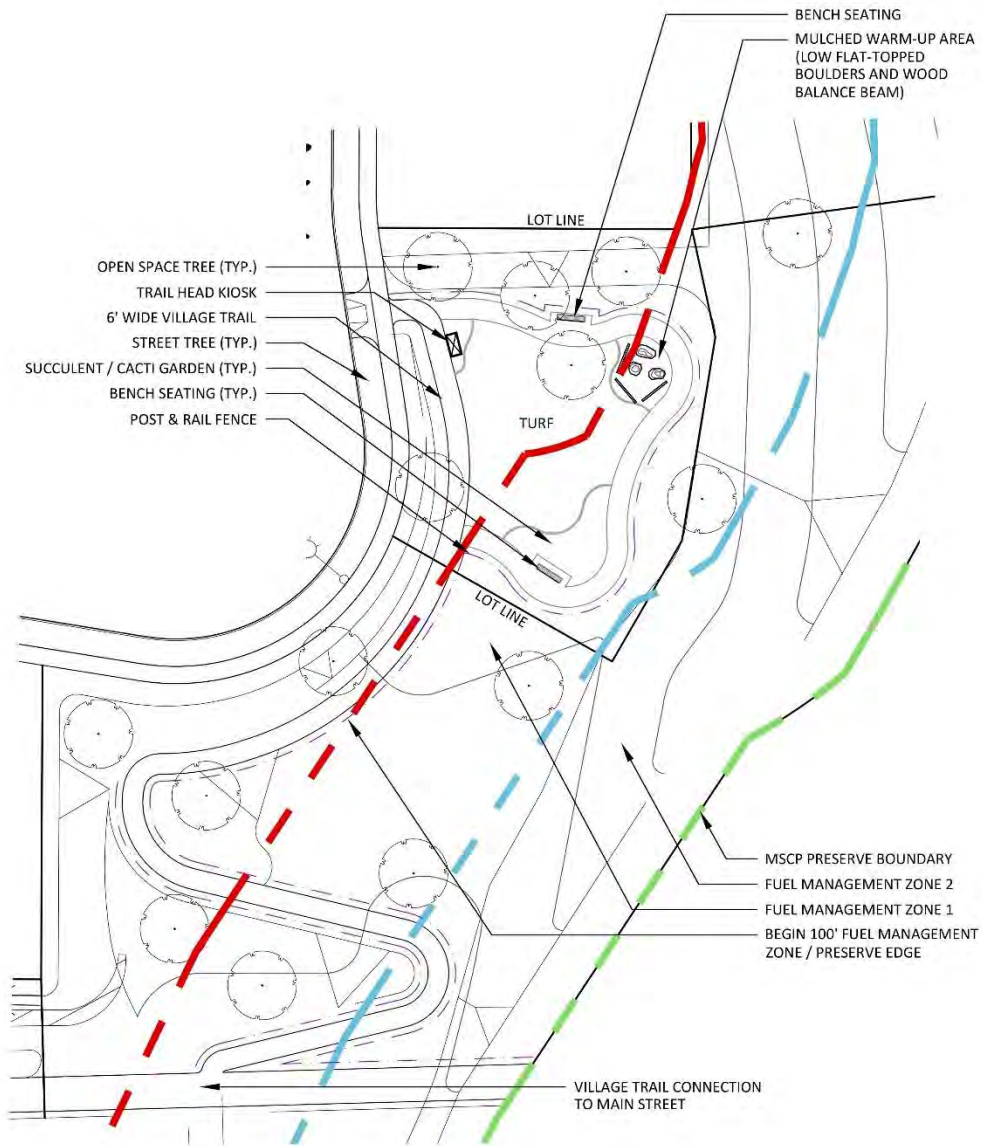 BENCH SEATING
MULCHED WARM-UP AREA
(LOW FLAT-TOPPED
BOULDERS AND WOOD
BALANCE BEAM)
LOT LINE
OPEN SPACE TREE (TYP.)
TRAIL HEAD KIOSK
6' WIDE VILLAGE TRAIL
STREET TREE (TYP.)
SUCCULENT / CACTI GARDEN (TYP.)
BENCH SEATING (TYP.)
POST & RAIL FENCE
TURF
LOT LINE
MSCP PRESERVE BOUNDARY
FUEL MANAGEMENT ZONE 2
FUEL MANAGEMENT ZONE 1
BEGIN 100' FUEL MANAGEMENT
ZONE / PRESERVE EDGE
VILLAGE TRAIL CONNECTION
TO MAIN STREET